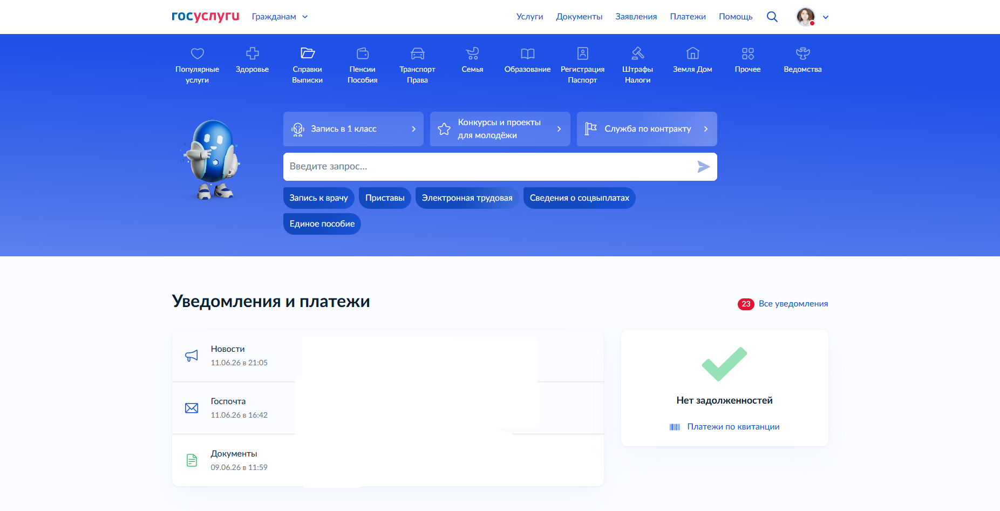 госуслуги
Гражданам
Услуги
Документы
Заявления
Платежи
Помощь
Популярные
услуги
Здоровье
Справки
Выписки
Пенсии
Пособия
Транспорт
Права
Семья
Образование
Регистрация
Паспорт
Штрафы
Налоги
Земля Дом
Прочее
Ведомства
Запись в 1 класс
Конкурсы и проекты
для молодёжи
Служба по контракту
Введите запрос...
Запись к врачу
Приставы
Электронная трудовая
Сведения о соцвыплатах
Единое пособие
Уведомления и платежи
23 Все уведомления
Новости
11.06.26 в 21:05
Госпочта
11.06.26 в 16:42
Документы
09.06.26 в 11:59
Нет задолженностей
Платежи по квитанции